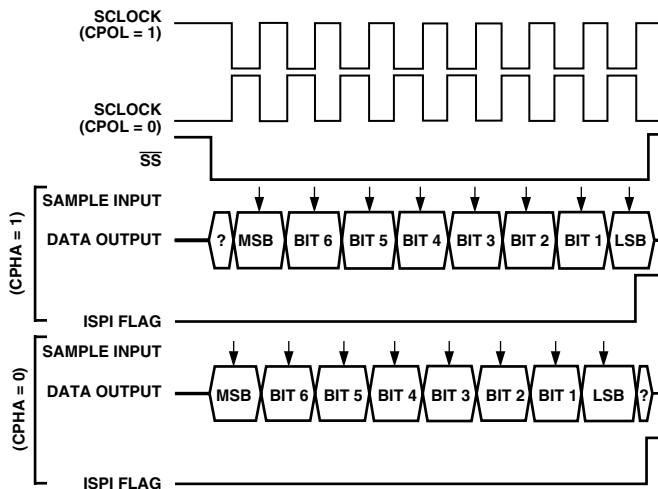 SCLOCK
(CPOL = 1)
SCLOCK
(CPOL = 0)
SS
(CPHA = 1)
SAMPLE INPUT
DATA OUTPUT
? MSB BIT 6 BIT 5 BIT 4 BIT 3 BIT 2 BIT 1 LSB
ISPI FLAG
(CPHA = 0)
SAMPLE INPUT
DATA OUTPUT
MSB BIT 6 BIT 5 BIT 4 BIT 3 BIT 2 BIT 1 LSB ?
ISPI FLAG